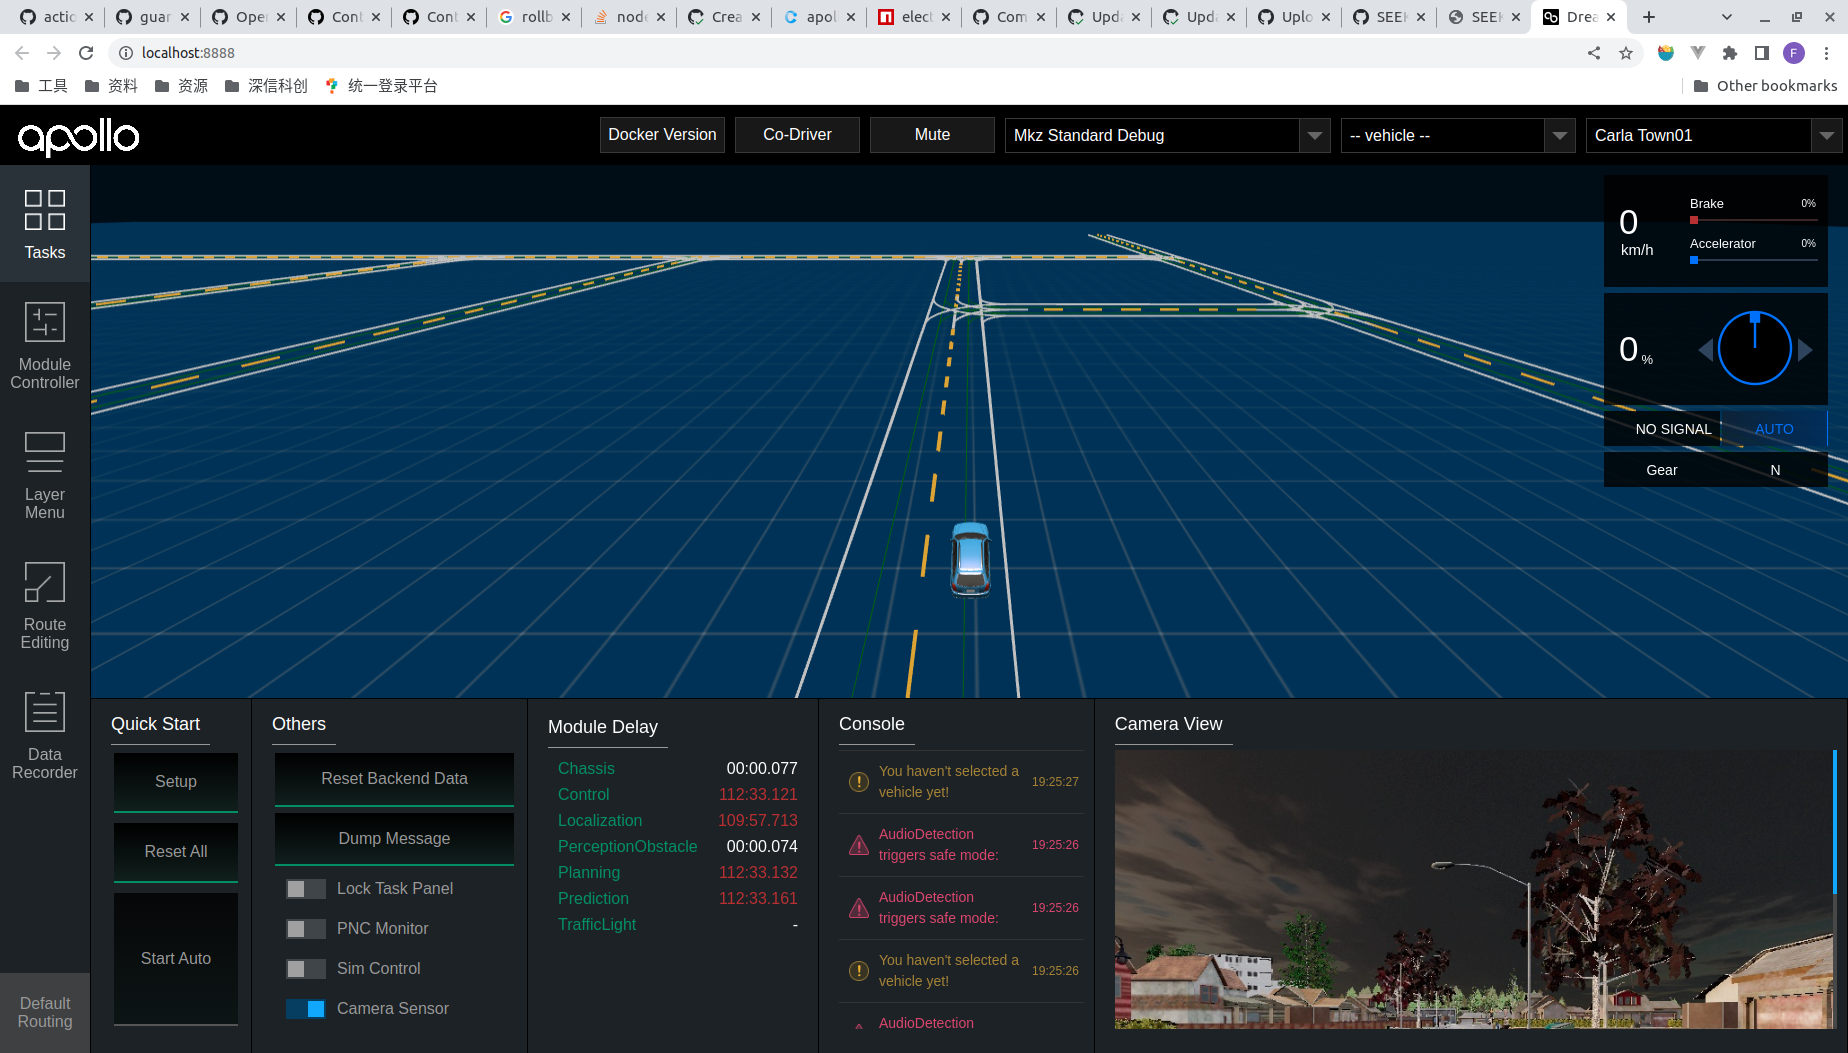 actio
guar
Oper
Cont
Cont
rollb
node
Crea
apol
elect
Com
Upda
Upda
Uplo
SEEK
SEEK
Drea
localhost:8888
工具
资料
资源
深信科创
统一登录平台
Other bookmarks
F
apollo
Docker Version
Co-Driver
Mute
Mkz Standard Debug
-- vehicle --
Carla Town01
Tasks
Module
Controller
Layer
Menu
Route
Editing
Data
Recorder
Default
Routing
0
km/h
Brake
0%
Accelerator
0%
0 %
NO SIGNAL
AUTO
Gear
N
Quick Start
Setup
Reset All
Start Auto
Others
Reset Backend Data
Dump Message
Lock Task Panel
PNC Monitor
Sim Control
Camera Sensor
Module Delay
Chassis 00:00.077
Control 112:33.121
Localization 109:57.713
PerceptionObstacle 00:00.074
Planning 112:33.132
Prediction 112:33.161
TrafficLight -
Console
You haven't selected a
vehicle yet!
19:25:27
AudioDetection
triggers safe mode:
19:25:26
AudioDetection
triggers safe mode:
19:25:26
You haven't selected a
vehicle yet!
19:25:26
AudioDetection
Camera View